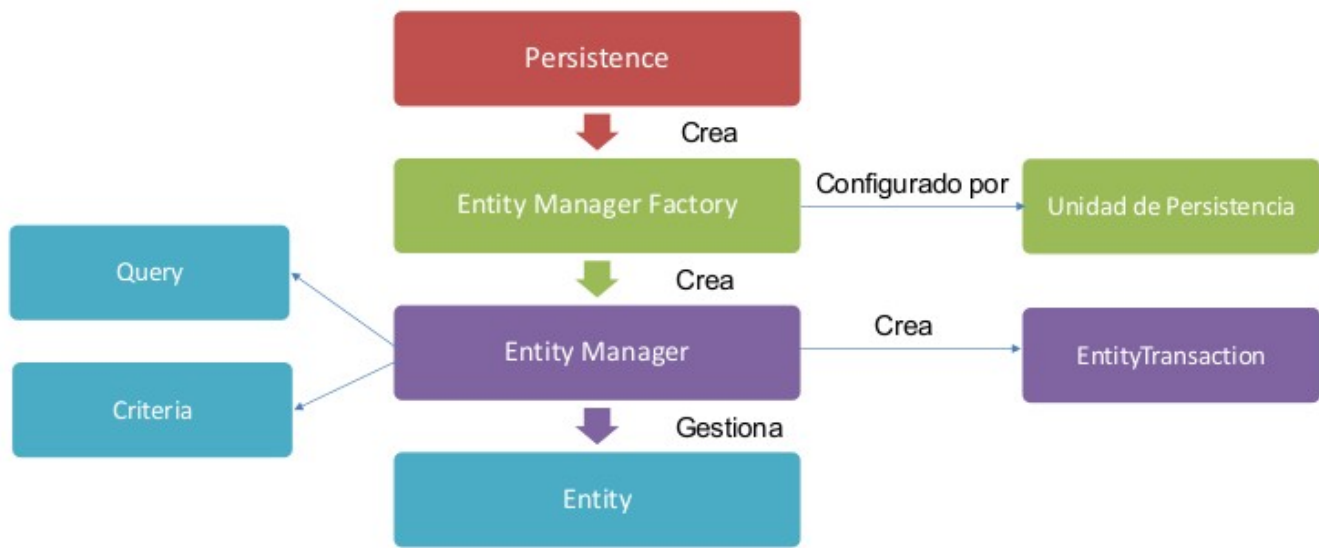 Persistence
Crea
Entity Manager Factory
Configurado por
Unidad de Persistencia
Query
Crea
Entity Manager
Crea
EntityTransaction
Criteria
Gestiona
Entity